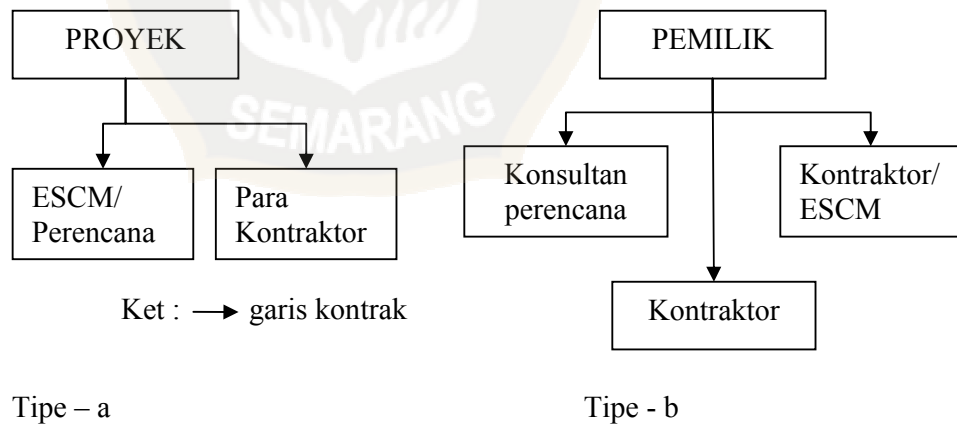 PROYEK
PEMILIK
SEMARANG
ESCM/
Perencana
Para
Kontraktor
Konsultan
perencana
Kontraktor/
ESCM
Ket : → garis kontrak
Kontraktor
Tipe – a
Tipe - b